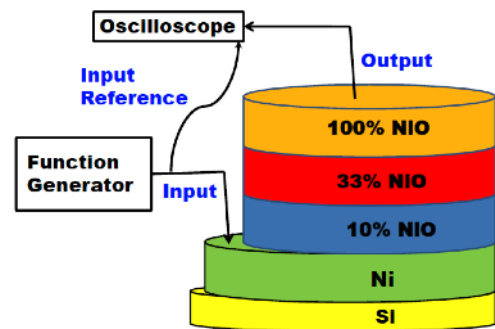 Oscilloscope
Output
Input
Reference
100% NIO
Function
Generator
33% NIO
Input
10% NIO
Ni
SI